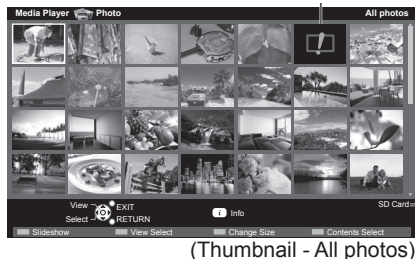 Media Player Photo All photos
View EXIT
Select RETURN
i Info
SD Card
Slideshow View Select Change Size Contents Select
(Thumbnail - All photos)